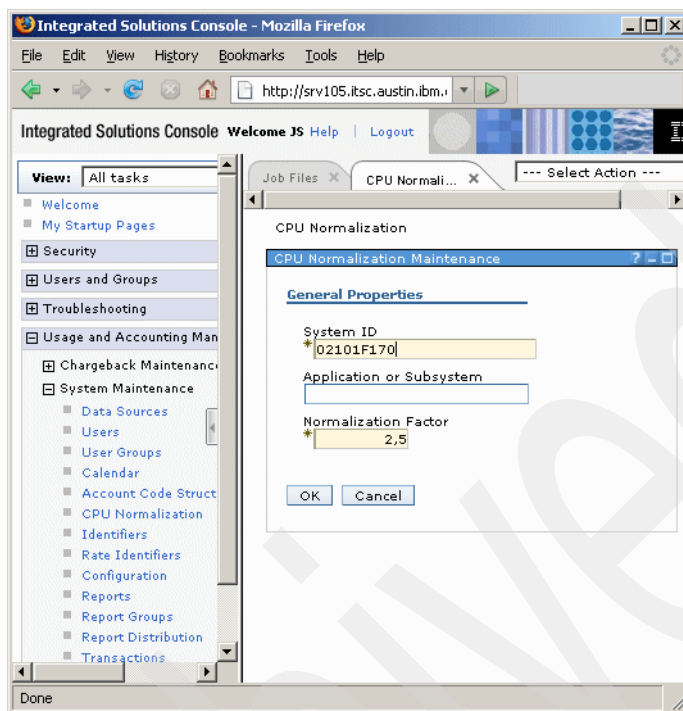 Integrated Solutions Console - Mozilla Firefox
File Edit View History Bookmarks Tools Help
http://srv105.itsc.austin.ibm.
Integrated Solutions Console Welcome JS Help | Logout
View: All tasks
Welcome
My Startup Pages
Security
Users and Groups
Troubleshooting
Usage and Accounting Man
Chargeback Maintenanc
System Maintenance
Data Sources
Users
User Groups
Calendar
Account Code Struct
CPU Normalization
Identifiers
Rate Identifiers
Configuration
Reports
Report Groups
Report Distribution
Transactions
Job Files CPU Normali... --- Select Action ---
CPU Normalization
CPU Normalization Maintenance
General Properties
System ID
*02101F170
Application or Subsystem
Normalization Factor
* 2,5
OK Cancel
Done